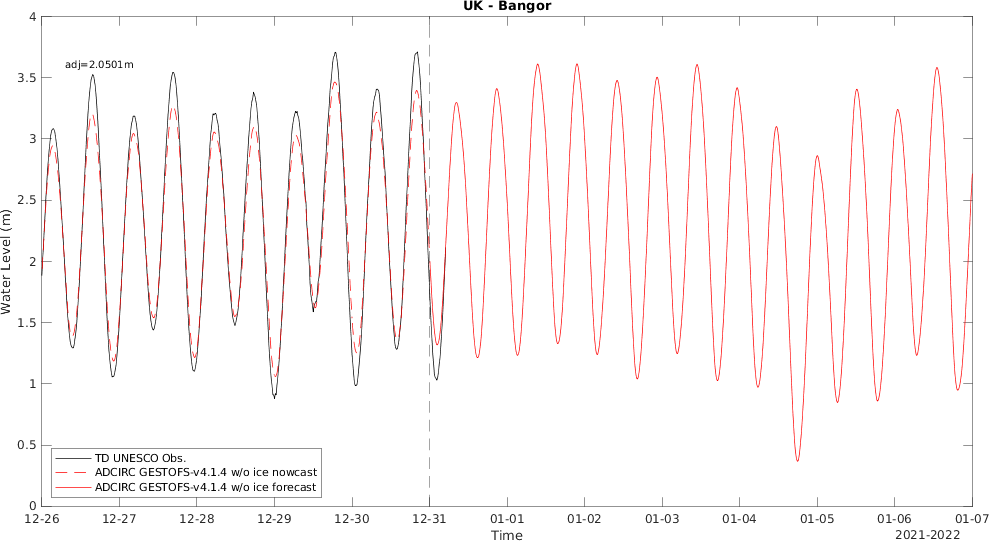 UK - Bangor
adj=2.0501m
4
3.5
3
2.5
2
1.5
1
0.5
0
Water Level (m)
TD UNESCO Obs.
ADCIRC GESTOFS-v4.1.4 w/o ice nowcast
ADCIRC GESTOFS-v4.1.4 w/o ice forecast
12-26 12-27 12-28 12-29 12-30 12-31 01-01 01-02 01-03 01-04 01-05 01-06 01-07
Time
2021-2022